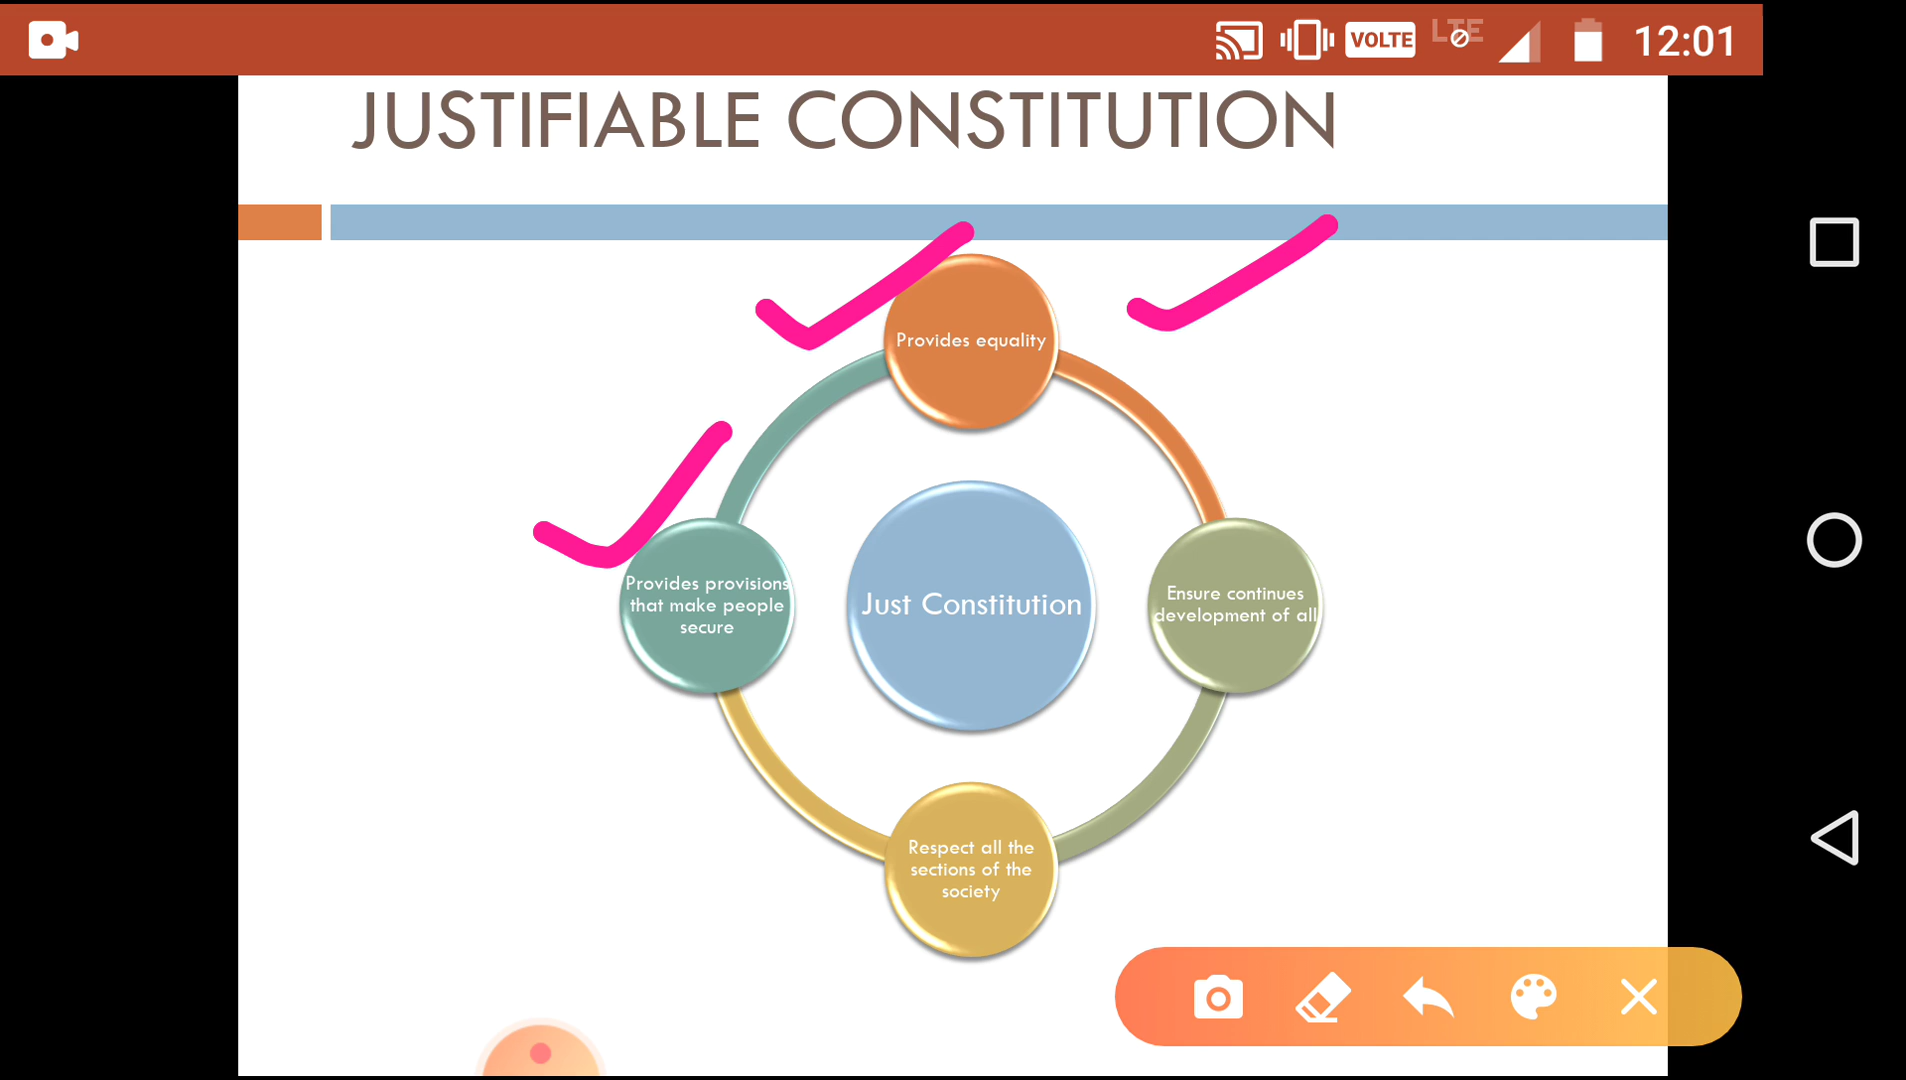 VOLTE
LTE
12:01
JUSTIFIABLE CONSTITUTION
Provides equality
Provides provisions
that make people
secure
Just Constitution
Ensure continues
development of all
Respect all the
sections of the
society